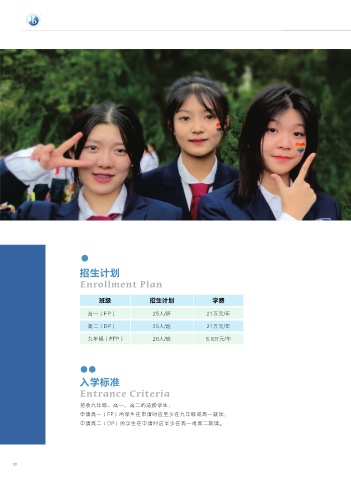 招生计划
Enrollment Plan
班级 招生计划 学费
高一（FP） 25人/班 21万元/年
高二（DP） 25人/班 21万元/年
九年级（PFP） 20人/班 6.5万元/年
入学标准
Entrance Criteria
招收九年级、高一、高二的适龄学生；
申请高一（FP）的学生在申请时应至少在九年级或高一就读；
申请高二（DP）的学生在申请时应至少在高一或高二就读。